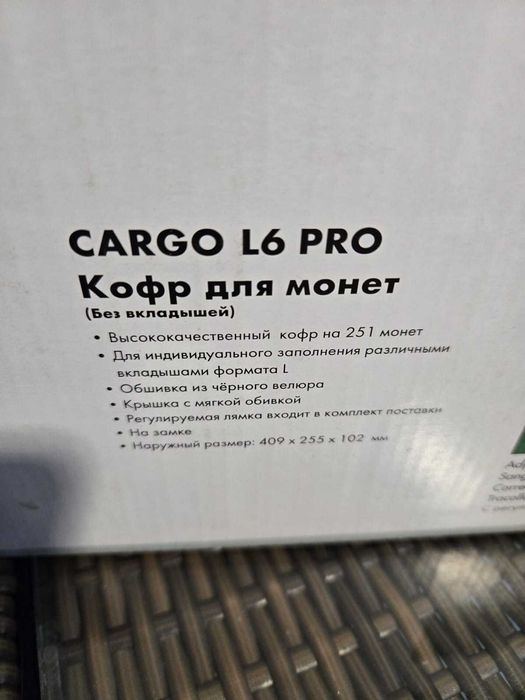 CARGO L6 PRO
Кофр для монет
(Без вкладышей)
• Высококачественный кофр на 251 монет
• Для индивидуального заполнения различными
вкладышами формата L
• Обшивка из чёрного велюра
• Крышка с мягкой обивкой
• Регулируемая лямка входит в комплект поставки
• На замке
• Наружный размер: 409 x 255 x 102 мм